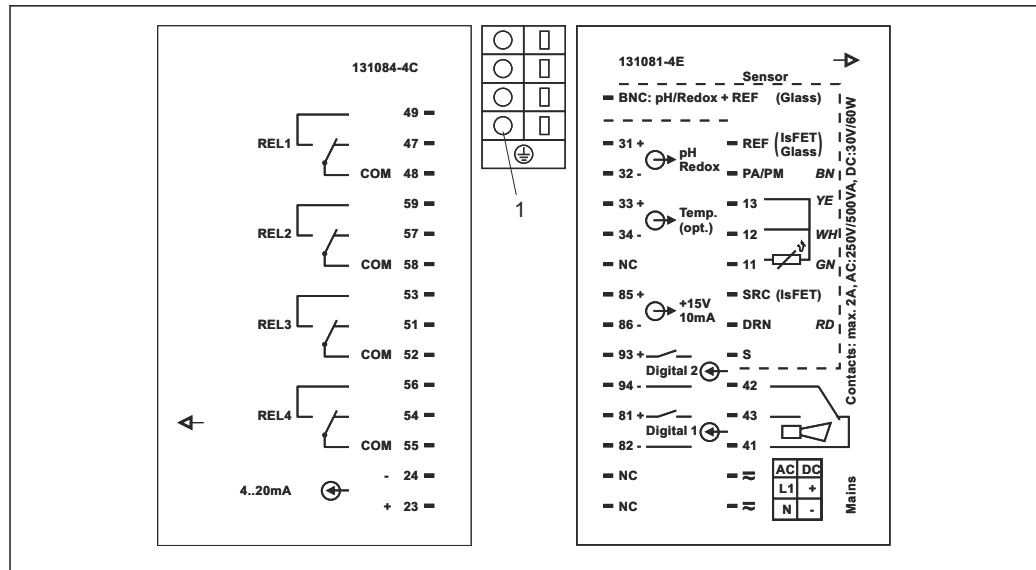 131084-4C
49
REL1 47
COM 48
59
REL2 57
COM 58
53
REL3 51
COM 52
56
REL4 54
COM 55
- 24
4..20mA
+ 23
1
131081-4E
Sensor
BNC: pH/Redox + REF (Glass)
31 + REF (IsFET
Glass)
pH
Redox
32 - PA/PM BN
33 + 13 YE
Temp.
(opt.)
34 - 12 WH
NC 11 GN
85 + SRC (IsFET)
+15V
10mA
86 - DRN RD
93 + S
Digital 2
94 - 42
81 + 43
Digital 1
82 - 41
NC ≂ AC DC
L1 +
NC ≂ N -
Contacts: max. 2A, AC:250V/500VA, DC:30V/60W
Mains